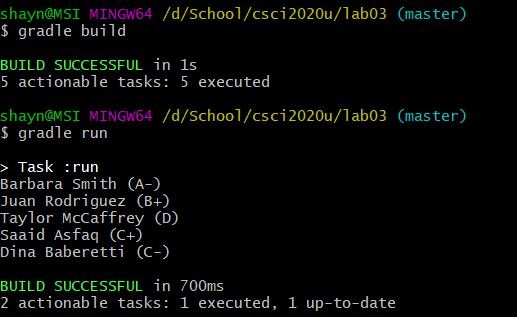 shayn@MSI MINGW64 /d/School/csci2020u/lab03 (master)
$ gradle build
BUILD SUCCESSFUL in 1s
5 actionable tasks: 5 executed
shayn@MSI MINGW64 /d/School/csci2020u/lab03 (master)
$ gradle run
> Task :run
Barbara Smith (A-)
Juan Rodriguez (B+)
Taylor McCaffrey (D)
Saaid Asfaq (C+)
Dina Baberetti (C-)
BUILD SUCCESSFUL in 700ms
2 actionable tasks: 1 executed, 1 up-to-date